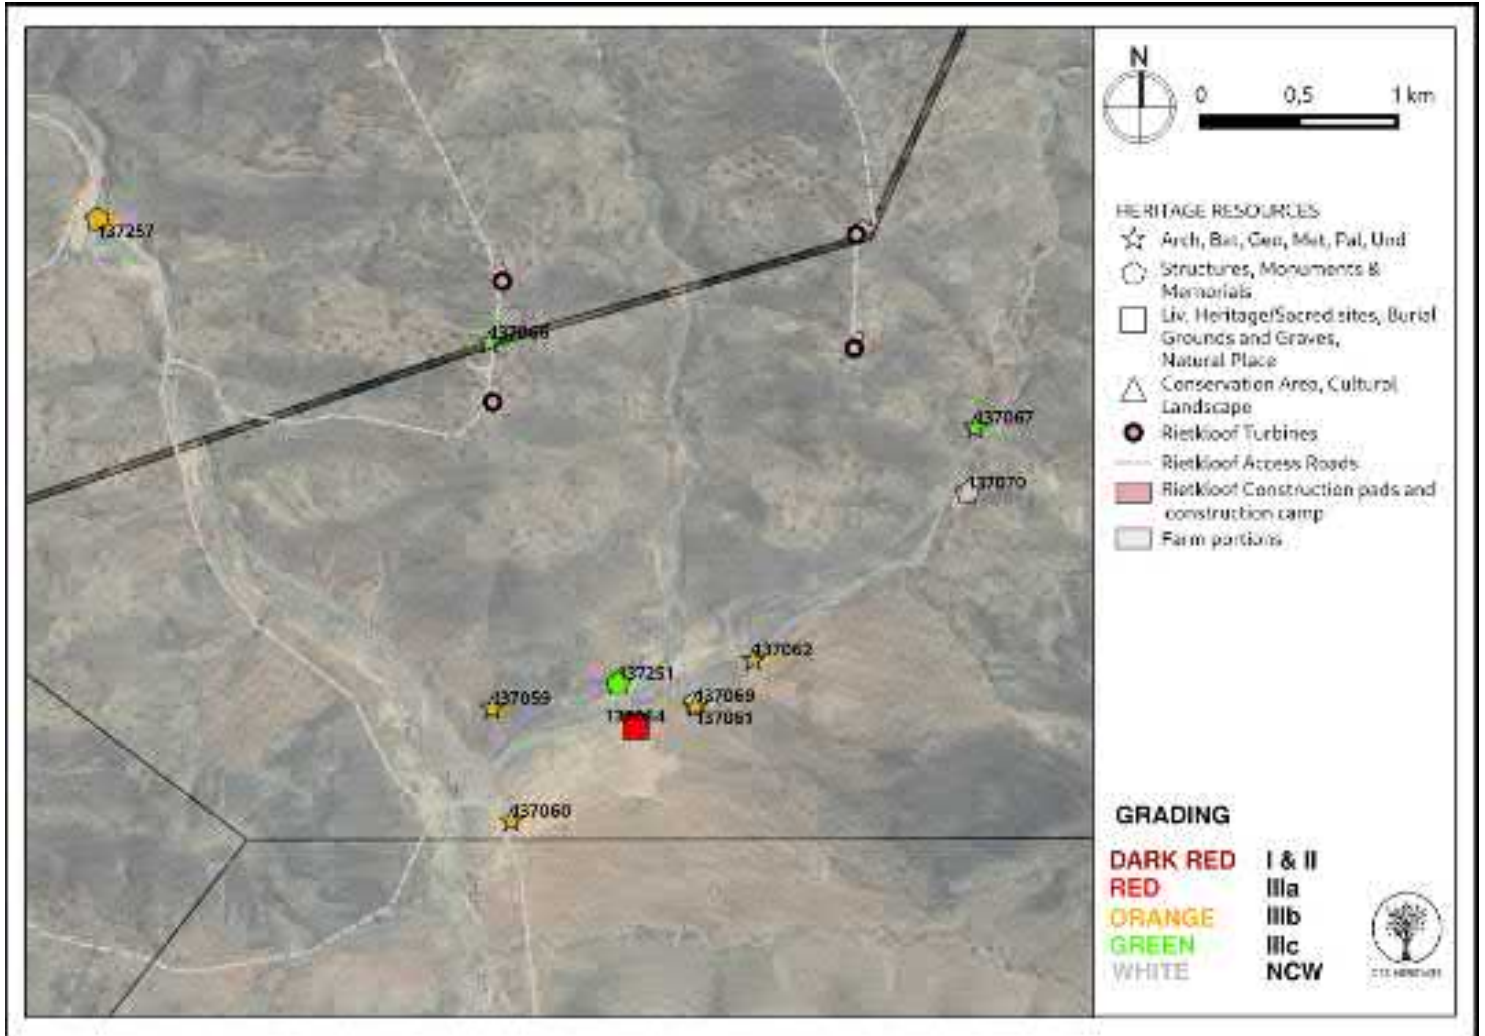 N
0 0,5 1 km
HERITAGE RESOURCES
Arch, Bat, Geo, Met, Pal, Und
Structures, Monuments &
Memorials
Liv. Heritage/Sacred sites, Burial
Grounds and Graves,
Natural Place
Conservation Area, Cultural
Landscape
Rietkloof Turbines
Rietkloof Access Roads
Rietkloof Construction pads and
construction camp
Farm portions
137257
137066
137067
137070
137062
137251
137059
137069
137061
137060
GRADING
DARK RED I & II
RED IIIa
ORANGE IIIb
GREEN IIIc
WHITE NCW
CTS HERITAGE